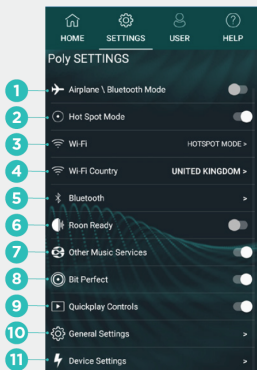 HOME SETTINGS USER HELP
Poly SETTINGS
1 Airplane \ Bluetooth Mode
2 Hot Spot Mode
3 Wi-Fi HOTSPOT MODE >
4 Wi-Fi Country UNITED KINGDOM >
5 Bluetooth >
6 Roon Ready
7 Other Music Services
8 Bit Perfect
9 Quickplay Controls
10 General Settings >
11 Device Settings >